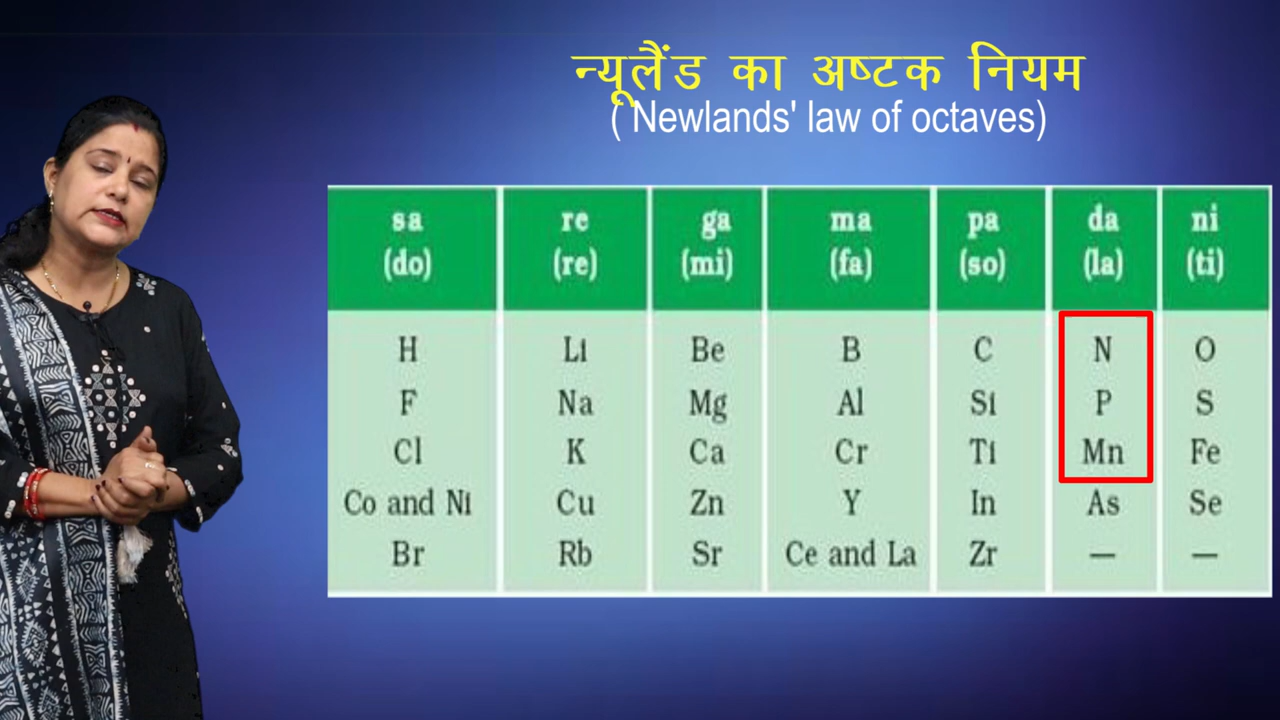 न्यूलैंड का अष्टक नियम
( Newlands' law of octaves)
sa re ga ma pa da ni
(do) (re) (mi) (fa) (so) (la) (ti)
H Li Be B C N O
F Na Mg Al Si P S
Cl K Ca Cr Ti Mn Fe
Co and Ni Cu Zn Y In As Se
Br Rb Sr Ce and La Zr — —